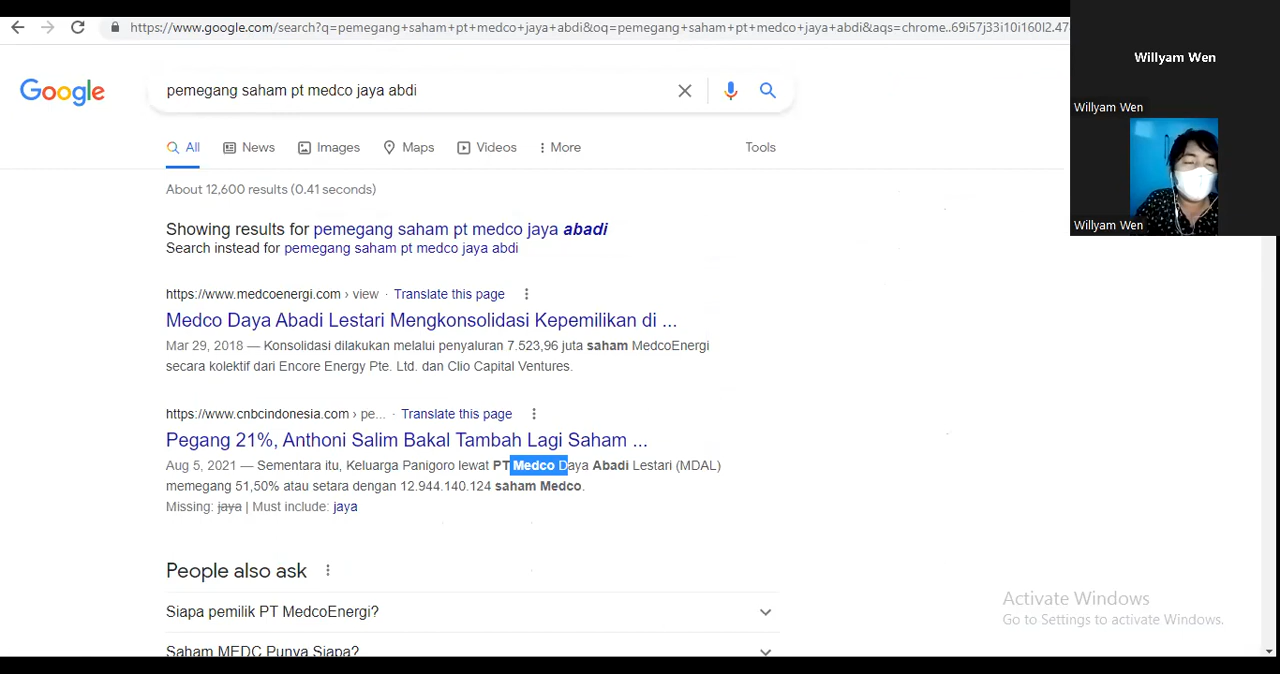 https://www.google.com/search?q=pemegang+saham+pt+medco+jaya+abdi&oq=pemegang+saham+pt+medco+jaya+abdi&aqs=chrome..69i57j33i10i160l2.47
Willyam Wen
Google
pemegang saham pt medco jaya abdi
Willyam Wen
All News Images Maps Videos More Tools
About 12,600 results (0.41 seconds)
Willyam Wen
Showing results for pemegang saham pt medco jaya abadi
Search instead for pemegang saham pt medco jaya abdi
https://www.medcoenergi.com › view · Translate this page
Medco Daya Abadi Lestari Mengkonsolidasi Kepemilikan di ...
Mar 29, 2018 — Konsolidasi dilakukan melalui penyaluran 7.523,96 juta saham MedcoEnergi
secara kolektif dari Encore Energy Pte. Ltd. dan Clio Capital Ventures.
https://www.cnbcindonesia.com › pe... · Translate this page
Pegang 21%, Anthoni Salim Bakal Tambah Lagi Saham ...
Aug 5, 2021 — Sementara itu, Keluarga Panigoro lewat PT Medco Daya Abadi Lestari (MDAL)
memegang 51,50% atau setara dengan 12.944.140.124 saham Medco.
Missing: jaya | Must include: jaya
People also ask
Siapa pemilik PT MedcoEnergi?
Saham MEDC Punya Siapa?
Activate Windows
Go to Settings to activate Windows.